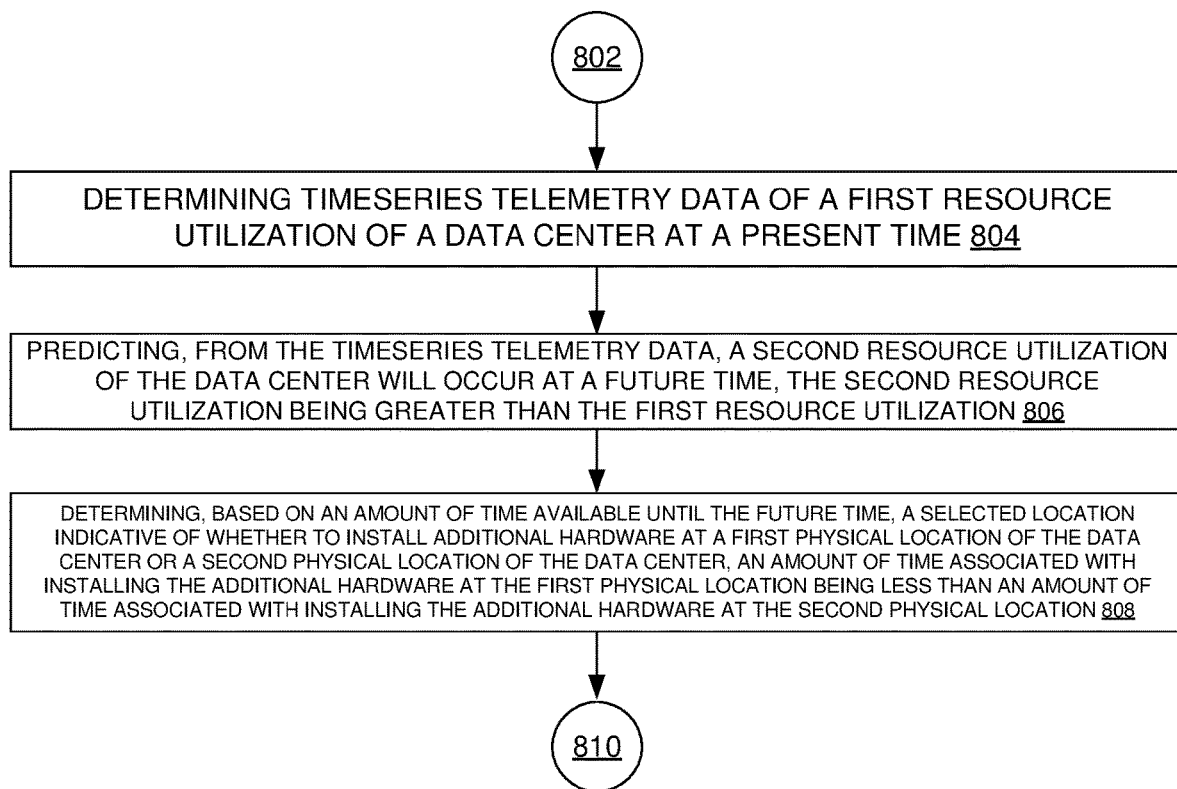 802
DETERMINING TIMESERIES TELEMETRY DATA OF A FIRST RESOURCE
UTILIZATION OF A DATA CENTER AT A PRESENT TIME 804
PREDICTING, FROM THE TIMESERIES TELEMETRY DATA, A SECOND RESOURCE UTILIZATION
OF THE DATA CENTER WILL OCCUR AT A FUTURE TIME, THE SECOND RESOURCE
UTILIZATION BEING GREATER THAN THE FIRST RESOURCE UTILIZATION 806
DETERMINING, BASED ON AN AMOUNT OF TIME AVAILABLE UNTIL THE FUTURE TIME, A SELECTED LOCATION
INDICATIVE OF WHETHER TO INSTALL ADDITIONAL HARDWARE AT A FIRST PHYSICAL LOCATION OF THE DATA
CENTER OR A SECOND PHYSICAL LOCATION OF THE DATA CENTER, AN AMOUNT OF TIME ASSOCIATED WITH
INSTALLING THE ADDITIONAL HARDWARE AT THE FIRST PHYSICAL LOCATION BEING LESS THAN AN AMOUNT OF
TIME ASSOCIATED WITH INSTALLING THE ADDITIONAL HARDWARE AT THE SECOND PHYSICAL LOCATION 808
810